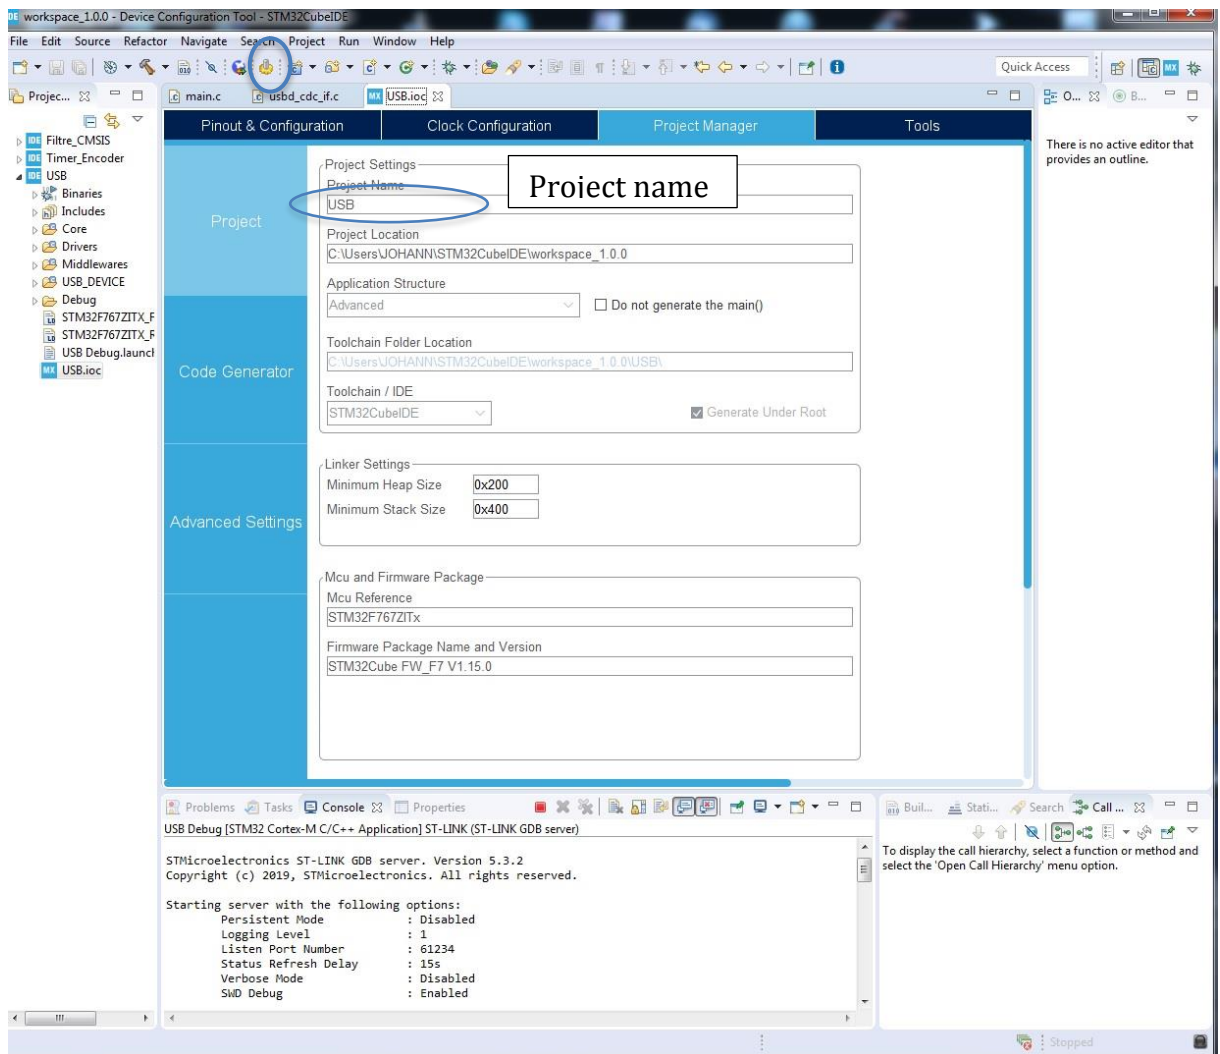 workspace_1.0.0 - Device Configuration Tool - STM32CubeIDE
File Edit Source Refactor Navigate Search Project Run Window Help
Quick Access
Projec...
main.c
usbd_cdc_if.c
MX USB.ioc
O...
B...
Pinout & Configuration
Clock Configuration
Project Manager
Tools
There is no active editor that
provides an outline.
IDE Filtre_CMSIS
IDE Timer_Encoder
IDE USB
Binaries
Includes
Core
Drivers
Middlewares
USB_DEVICE
Debug
STM32F767ZITX_F
STM32F767ZITX_R
USB Debug.launch
MX USB.ioc
Project
Code Generator
Advanced Settings
Project Settings
Project Name
USB
Project name
Project Location
C:\Users\JOHANN\STM32CubeIDE\workspace_1.0.0
Application Structure
Advanced
Do not generate the main()
Toolchain Folder Location
C:\Users\JOHANN\STM32CubeIDE\workspace_1.0.0\USB\
Toolchain / IDE
STM32CubeIDE
Generate Under Root
Linker Settings
Minimum Heap Size 0x200
Minimum Stack Size 0x400
Mcu and Firmware Package
Mcu Reference
STM32F767ZITx
Firmware Package Name and Version
STM32Cube FW_F7 V1.15.0
Problems Tasks Console Properties
USB Debug [STM32 Cortex-M C/C++ Application] ST-LINK (ST-LINK GDB server)
STMicroelectronics ST-LINK GDB server. Version 5.3.2
Copyright (c) 2019, STMicroelectronics. All rights reserved.
Starting server with the following options:
Persistent Mode : Disabled
Logging Level : 1
Listen Port Number : 61234
Status Refresh Delay : 15s
Verbose Mode : Disabled
SWD Debug : Enabled
Buil... Stati... Search Call ...
To display the call hierarchy, select a function or method and
select the 'Open Call Hierarchy' menu option.
Stopped